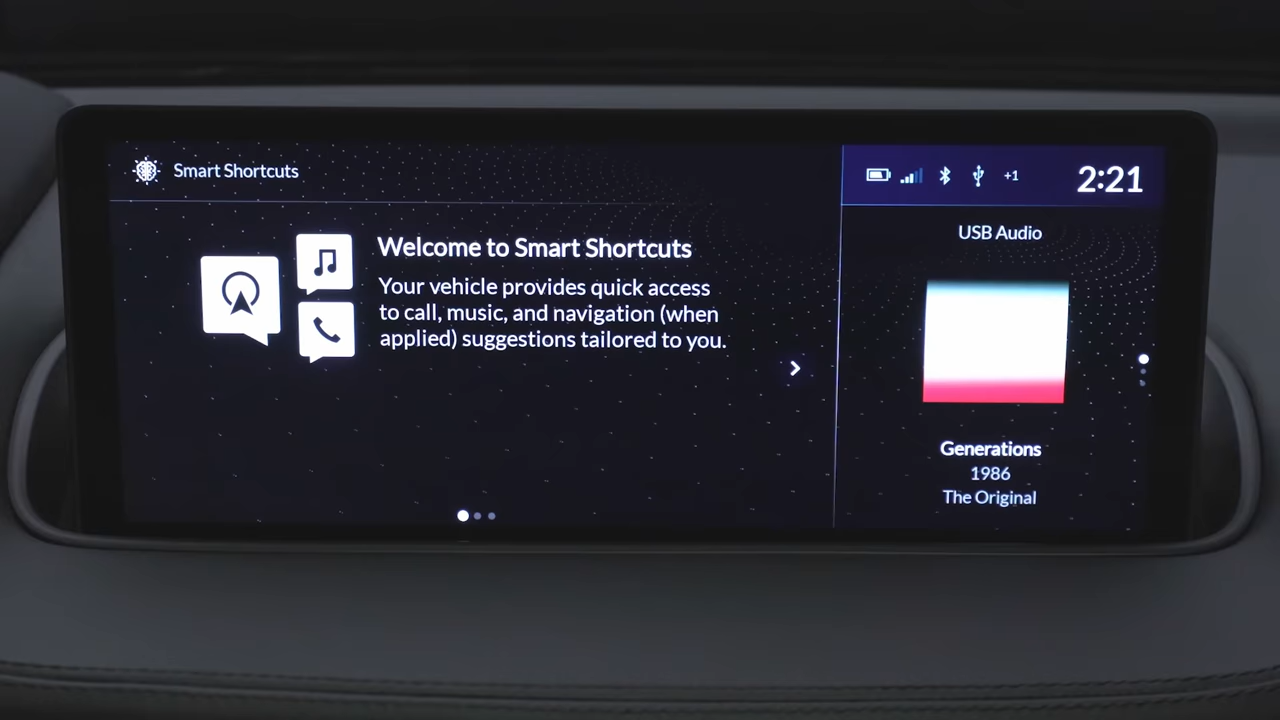 Smart Shortcuts
Welcome to Smart Shortcuts
Your vehicle provides quick access
to call, music, and navigation (when
applied) suggestions tailored to you.
+1
2:21
USB Audio
Generations
1986
The Original